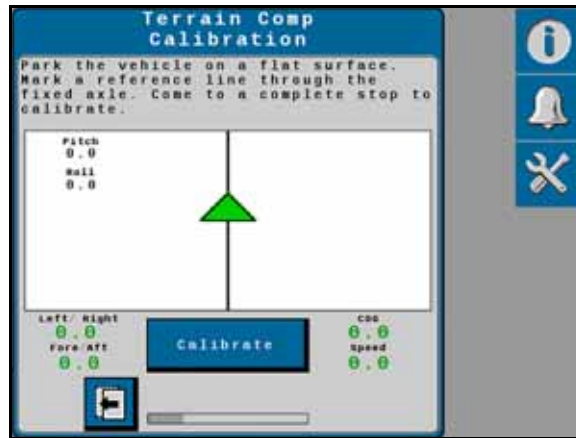 Terrain Comp
Calibration
Park the vehicle on a flat surface.
Mark a reference line through the
fixed axle. Come to a complete stop to
calibrate.
Pitch
0.0
Roll
0.0
Left/ Right
0.0
Fore/Aft
0.0
Calibrate
COG
0.0
Speed
0.0